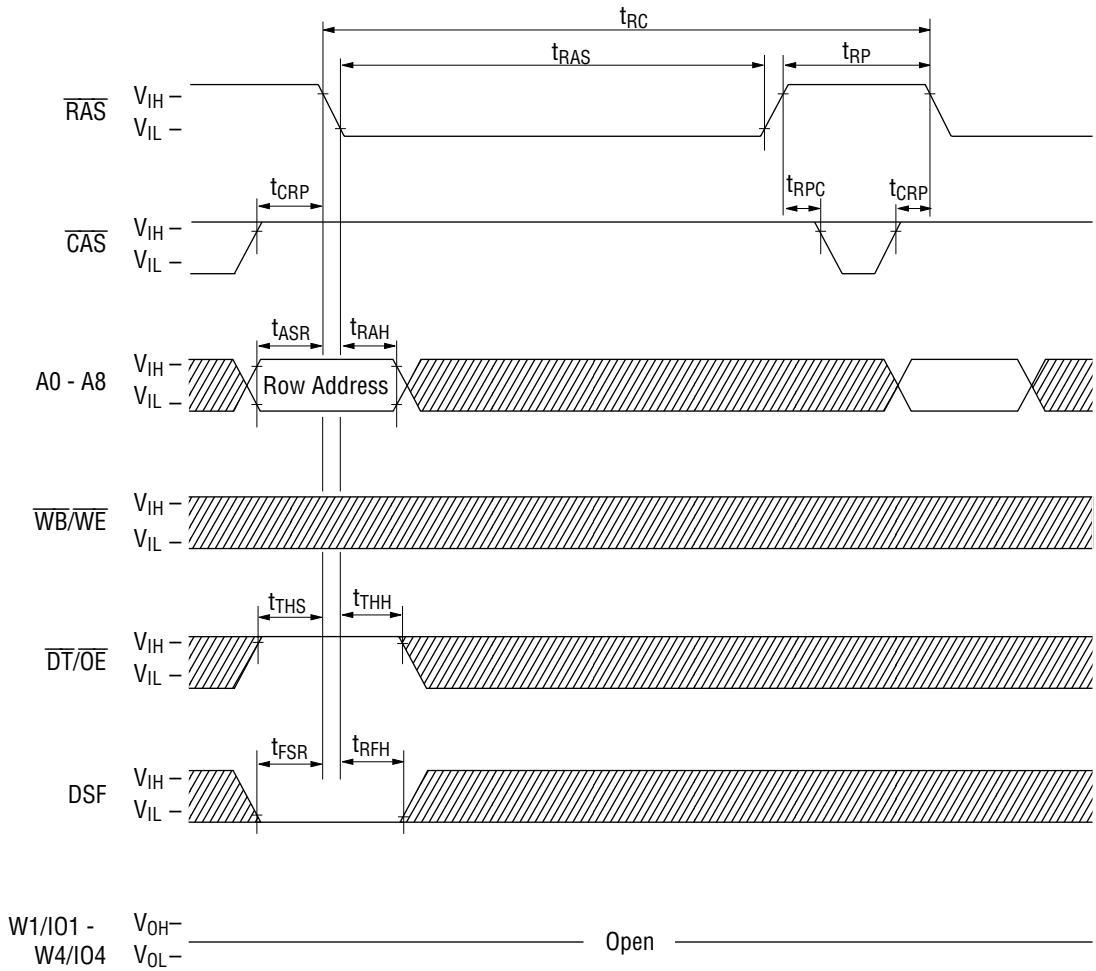 tRC
tRAS
tRP
RAS
VIH –
VIL –
tCRP
tRPC
tCRP
CAS
VIH –
VIL –
tASR
tRAH
A0 - A8
VIH –
VIL –
Row Address
WB/WE
VIH –
VIL –
tTHS
tTHH
DT/OE
VIH –
VIL –
tFSR
tRFH
DSF
VIH –
VIL –
W1/IO1 -
W4/IO4
VOH–
VOL–
Open